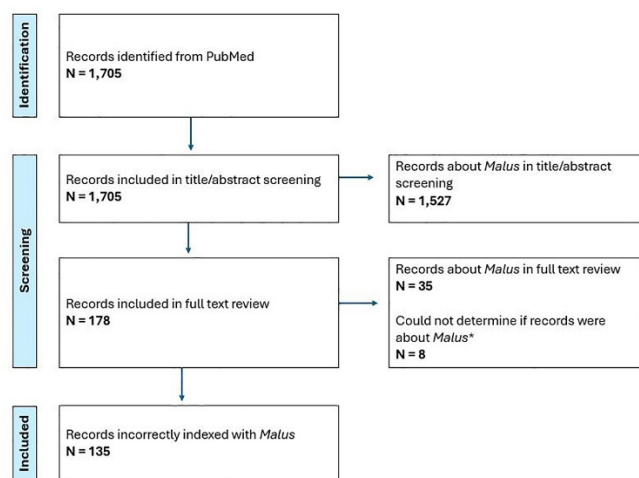 Identification
Records identified from PubMed
N = 1,705
Screening
Records included in title/abstract screening
N = 1,705
Records about Malus in title/abstract
screening
N = 1,527
Records included in full text review
N = 178
Records about Malus in full text review
N = 35
Could not determine if records were
about Malus*
N = 8
Included
Records incorrectly indexed with Malus
N = 135